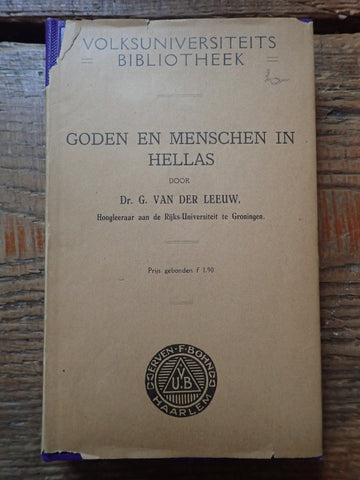 VOLKSUNIVERSITEITS
BIBLIOTHEEK
GODEN EN MENSCHEN IN
HELLAS
DOOR
Dr. G. VAN DER LEEUW,
Hoogleeraar aan de Rijks-Universiteit te Groningen.
Prijs gebonden f 1.90
DE ERVEN·F·BOHN
VUB
HAARLEM